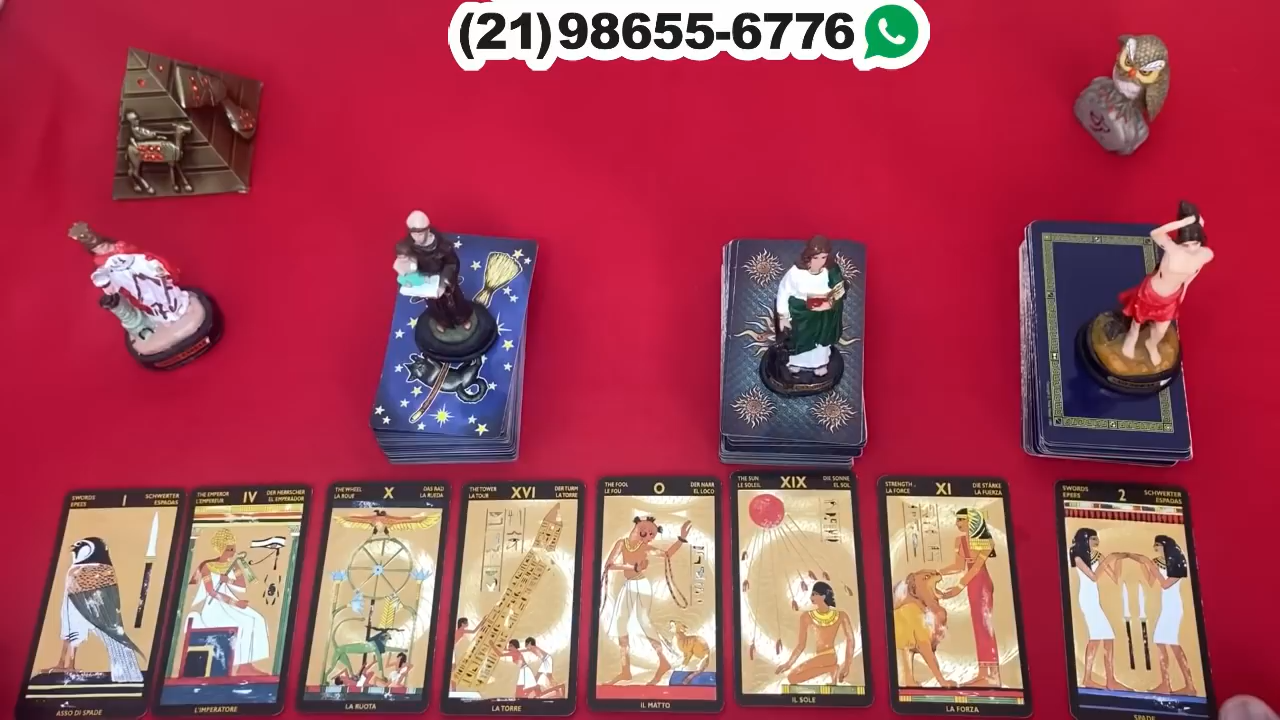 (21)98655-6776
SWORDS
EPEES
I
SCHWERTER
ESPADAS
ASSO DI SPADE
THE EMPEROR
L'EMPEREUR
IV
DER HERRSCHER
EL EMPERADOR
L'IMPERATORE
THE WHEEL
LA ROUE
X
DAS RAD
LA RUEDA
LA RUOTA
THE TOWER
LA TOUR
XVI
DER TURM
LA TORRE
LA TORRE
THE FOOL
LE FOU
O
DER NARR
EL LOCO
IL MATTO
THE SUN
LE SOLEIL
XIX
DIE SONNE
EL SOL
IL SOLE
STRENGTH
LA FORCE
XI
DIE STÄRKE
LA FUERZA
LA FORZA
SWORDS
EPEES
2
SCHWERTER
ESPADAS
SPADE